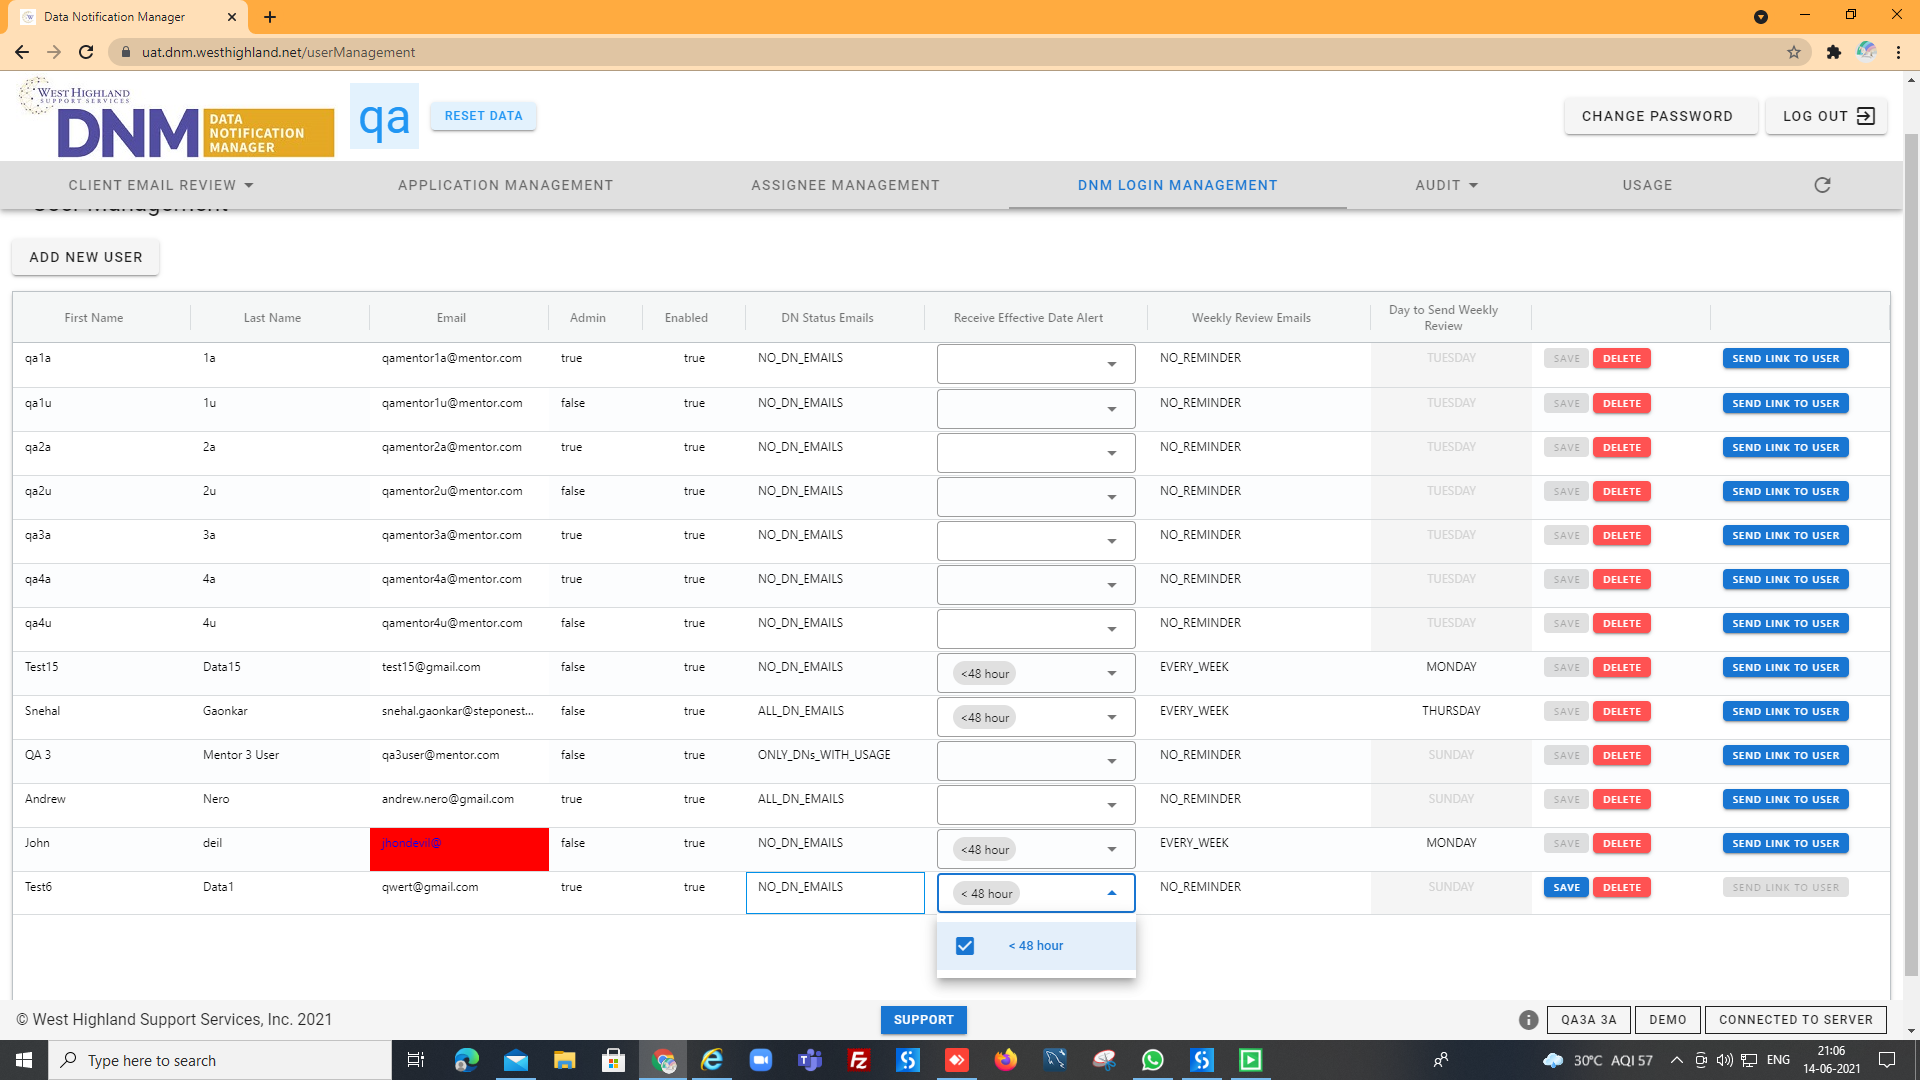 Data Notification Manager
uat.dnm.westhighland.net/userManagement
WEST HIGHLAND
SUPPORT SERVICES
DNM DATA NOTIFICATION MANAGER
qa
RESET DATA
CHANGE PASSWORD
LOG OUT
CLIENT EMAIL REVIEW
APPLICATION MANAGEMENT
ASSIGNEE MANAGEMENT
DNM LOGIN MANAGEMENT
AUDIT
USAGE
User Management
ADD NEW USER
First Name Last Name Email Admin Enabled DN Status Emails Receive Effective Date Alert Weekly Review Emails Day to Send Weekly Review
qa1a 1a qamentor1a@mentor.com true true NO_DN_EMAILS NO_REMINDER TUESDAY SAVE DELETE SEND LINK TO USER
qa1u 1u qamentor1u@mentor.com false true NO_DN_EMAILS NO_REMINDER TUESDAY SAVE DELETE SEND LINK TO USER
qa2a 2a qamentor2a@mentor.com true true NO_DN_EMAILS NO_REMINDER TUESDAY SAVE DELETE SEND LINK TO USER
qa2u 2u qamentor2u@mentor.com false true NO_DN_EMAILS NO_REMINDER TUESDAY SAVE DELETE SEND LINK TO USER
qa3a 3a qamentor3a@mentor.com true true NO_DN_EMAILS NO_REMINDER TUESDAY SAVE DELETE SEND LINK TO USER
qa4a 4a qamentor4a@mentor.com true true NO_DN_EMAILS NO_REMINDER TUESDAY SAVE DELETE SEND LINK TO USER
qa4u 4u qamentor4u@mentor.com false true NO_DN_EMAILS NO_REMINDER TUESDAY SAVE DELETE SEND LINK TO USER
Test15 Data15 test15@gmail.com false true NO_DN_EMAILS <48 hour EVERY_WEEK MONDAY SAVE DELETE SEND LINK TO USER
Snehal Gaonkar snehal.gaonkar@steponest... false true ALL_DN_EMAILS <48 hour EVERY_WEEK THURSDAY SAVE DELETE SEND LINK TO USER
QA 3 Mentor 3 User qa3user@mentor.com false true ONLY_DNs_WITH_USAGE NO_REMINDER SUNDAY SAVE DELETE SEND LINK TO USER
Andrew Nero andrew.nero@gmail.com true true ALL_DN_EMAILS NO_REMINDER SUNDAY SAVE DELETE SEND LINK TO USER
John deil jhondevil@ false true NO_DN_EMAILS <48 hour EVERY_WEEK MONDAY SAVE DELETE SEND LINK TO USER
Test6 Data1 qwert@gmail.com true true NO_DN_EMAILS < 48 hour NO_REMINDER SUNDAY SAVE DELETE SEND LINK TO USER
< 48 hour
© West Highland Support Services, Inc. 2021
SUPPORT
QA3A 3A
DEMO
CONNECTED TO SERVER
Type here to search
30°C AQI 57
ENG
21:06
14-06-2021